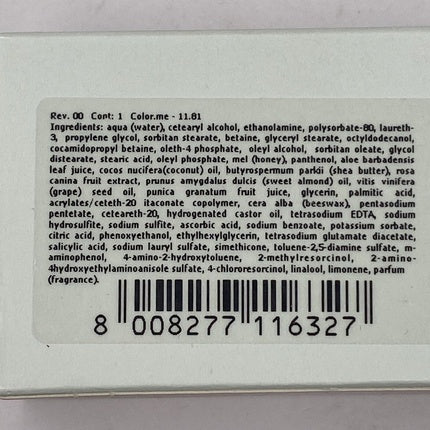 Rev. 00 Cont: 1 Color.me - 11.81
Ingredients: aqua (water), cetearyl alcohol, ethanolamine, polysorbate-80, laureth-
3, propylene glycol, sorbitan stearate, betaine, glyceryl stearate, octyldodecanol,
cocamidopropyl betaine, oleth-4 phosphate, oleyl alcohol, sorbitan oleate, glycol
distearate, stearic acid, oleyl phosphate, mel (honey), panthenol, aloe barbadensis
leaf juice, cocos nucifera(coconut) oil, butyrospermum parkii (shea butter), rosa
canina fruit extract, prunus amygdalus dulcis (sweet almond) oil, vitis vinifera
(grape) seed oil, punica granatum fruit juice, glycerin, palmitic acid,
acrylates/ceteth-20 itaconate copolymer, cera alba (beeswax), pentasodium
pentetate, ceteareth-20, hydrogenated castor oil, tetrasodium EDTA, sodium
hydrosulfite, sodium sulfite, ascorbic acid, sodium benzoate, potassium sorbate,
citric acid, phenoxyethanol, ethylhexylglycerin, tetrasodium glutamate diacetate,
salicylic acid, sodium lauryl sulfate, simethicone, toluene-2,5-diamine sulfate, m-
aminophenol, 4-amino-2-hydroxytoluene, 2-methylresorcinol, 2-amino-
4hydroxyethylaminoanisole sulfate, 4-chlororesorcinol, linalool, limonene, parfum
(fragrance).
8 008277 116327